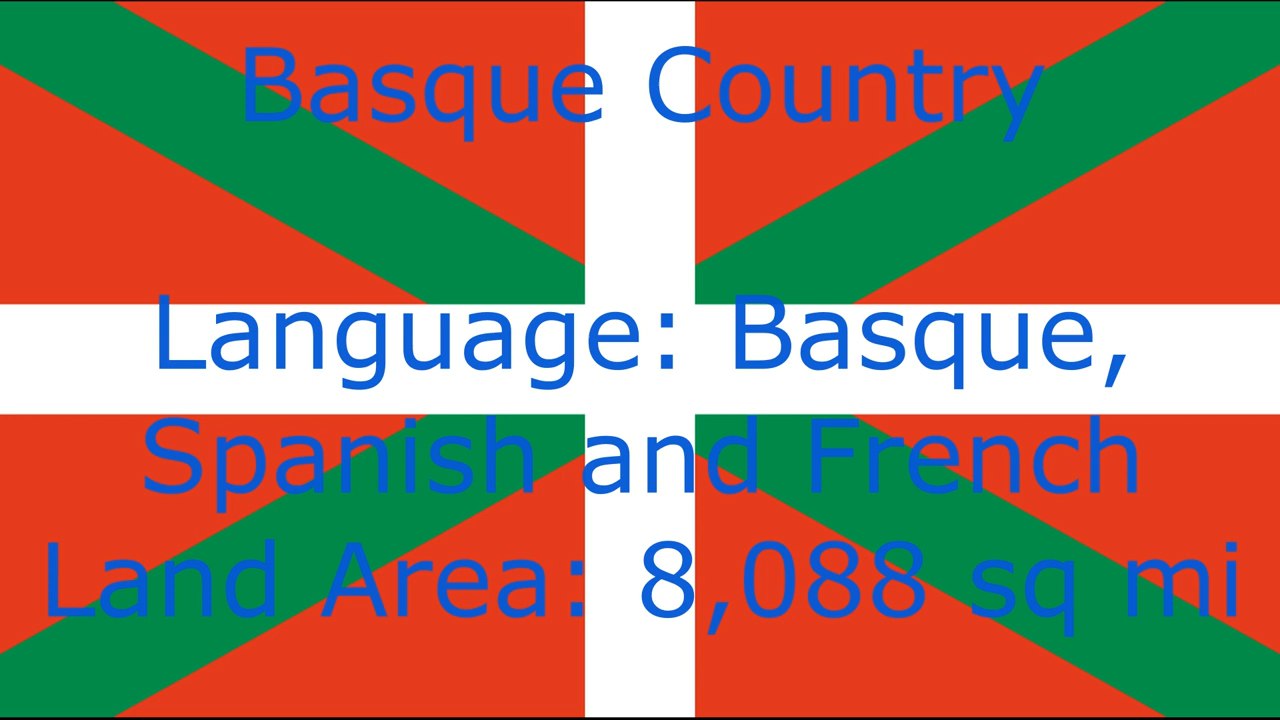 Basque Country
Language: Basque,
Spanish and French
Land Area: 8,088 sq mi